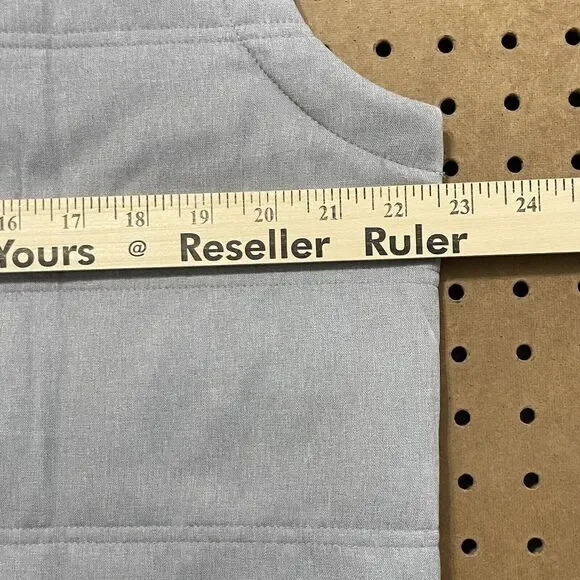 16 17 18 19 20 21 22 23 24
Yours @ Reseller Ruler